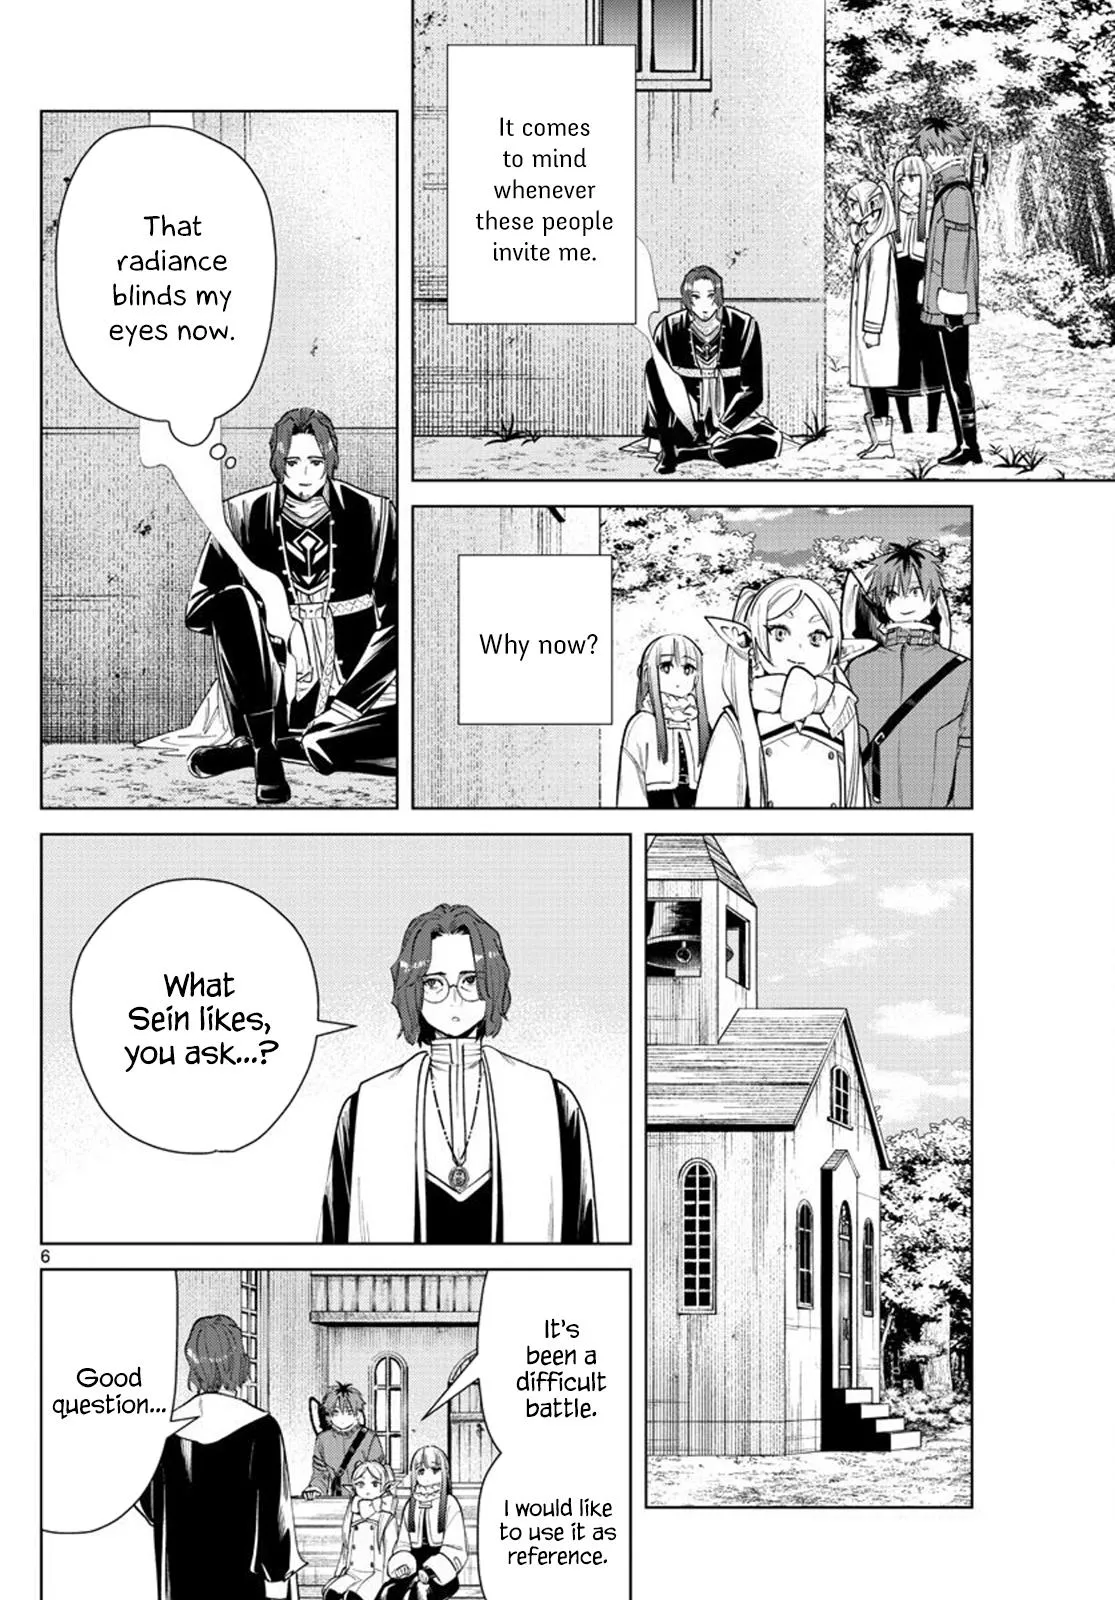 It comes
to mind
whenever
these people
invite me.
That
radiance
blinds my
eyes now.
Why now?
What
Sein likes,
you ask...?
6
It's
been a
difficult
battle.
I would like
to use it as
reference.
Good
question...